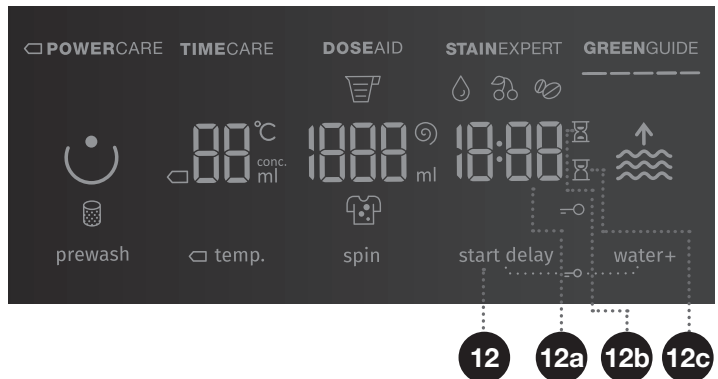 POWERCARE TIMECARE DOSEAID STAINEXPERT GREENGUIDE
88 °C conc. ml 1888 ml 18:88
prewash temp. spin start delay water+
12 12a 12b 12c